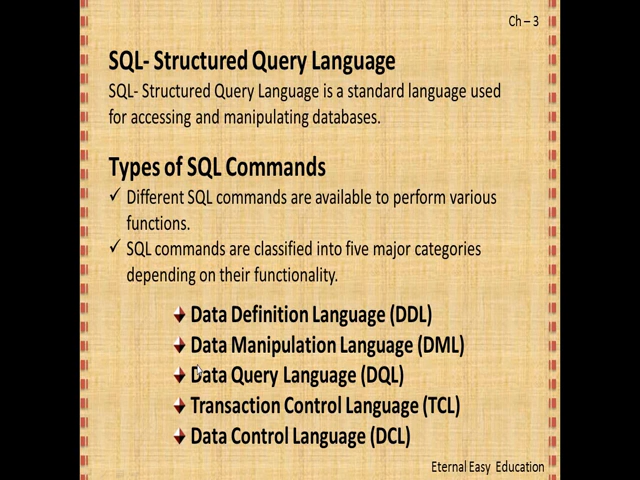 Ch – 3
SQL- Structured Query Language
SQL- Structured Query Language is a standard language used
for accessing and manipulating databases.
Types of SQL Commands
✓ Different SQL commands are available to perform various
functions.
✓ SQL commands are classified into five major categories
depending on their functionality.
Data Definition Language (DDL)
Data Manipulation Language (DML)
Data Query Language (DQL)
Transaction Control Language (TCL)
Data Control Language (DCL)
Eternal Easy Education